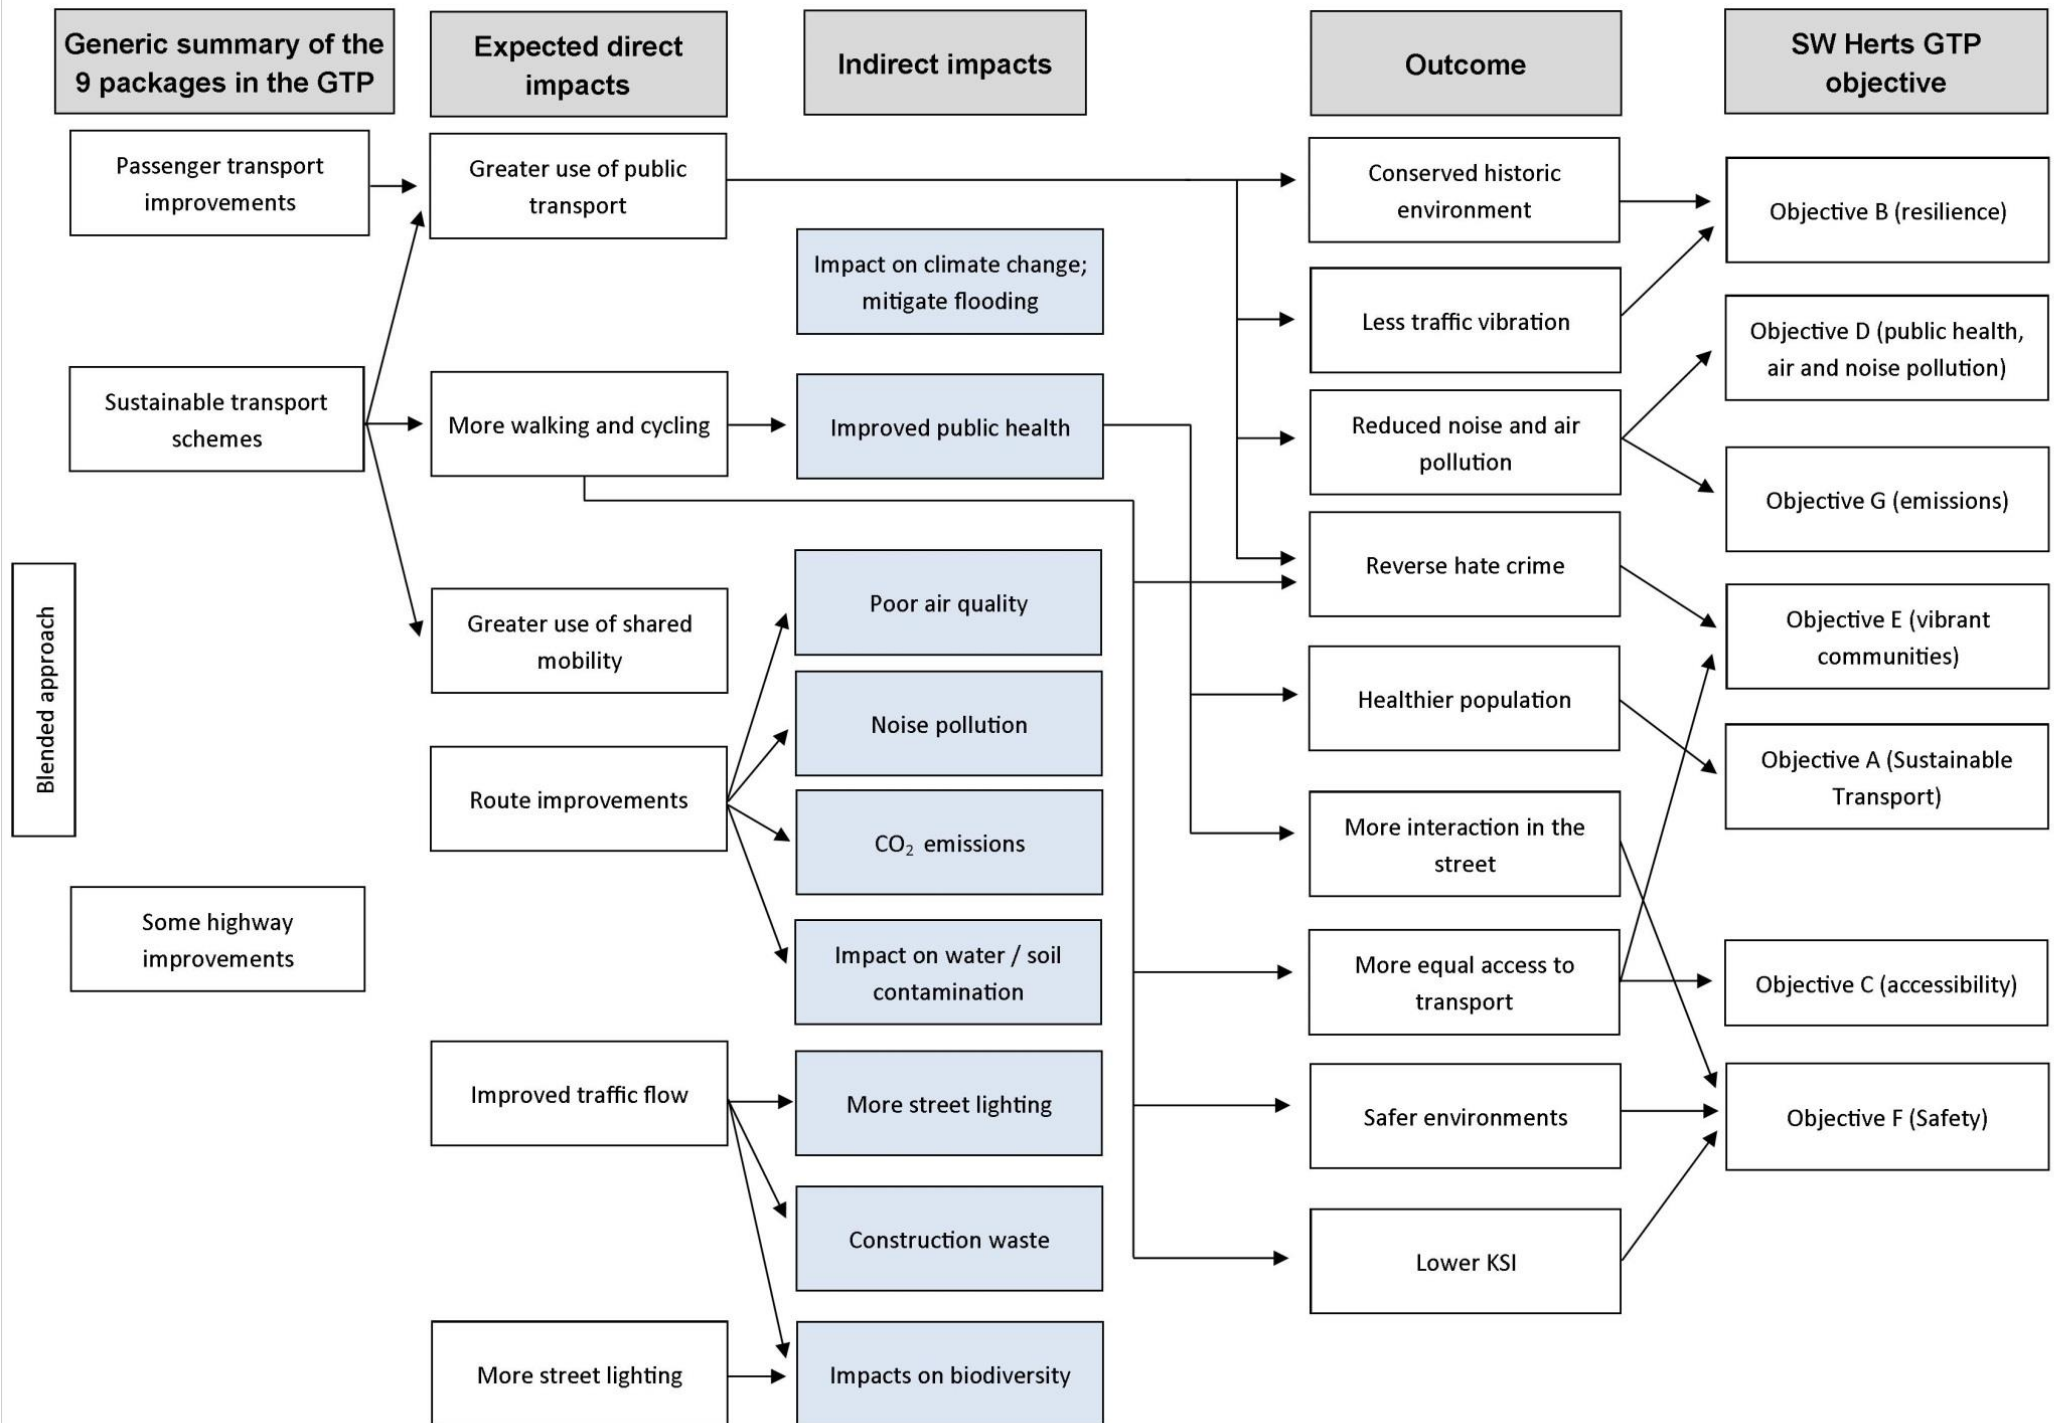 Generic summary of the
9 packages in the GTP
Expected direct
impacts
Indirect impacts
Outcome
SW Herts GTP
objective
Passenger transport
improvements
Sustainable transport
schemes
Blended approach
Some highway
improvements
Greater use of public
transport
More walking and cycling
Greater use of shared
mobility
Route improvements
Improved traffic flow
More street lighting
Impact on climate change;
mitigate flooding
Improved public health
Poor air quality
Noise pollution
CO₂ emissions
Impact on water / soil
contamination
More street lighting
Construction waste
Impacts on biodiversity
Conserved historic
environment
Less traffic vibration
Reduced noise and air
pollution
Reverse hate crime
Healthier population
More interaction in the
street
More equal access to
transport
Safer environments
Lower KSI
Objective B (resilience)
Objective D (public health,
air and noise pollution)
Objective G (emissions)
Objective E (vibrant
communities)
Objective A (Sustainable
Transport)
Objective C (accessibility)
Objective F (Safety)